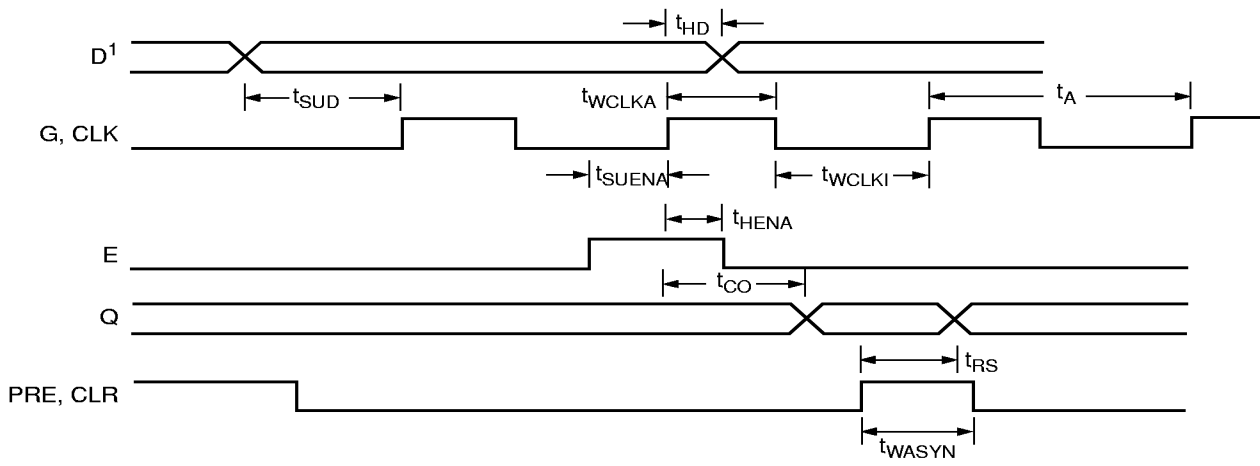 tHD
D1
tSUD
tWCLKA
tA
G, CLK
tSUENA
tWCLKI
tHENA
E
tCO
Q
tRS
PRE, CLR
tWASYN